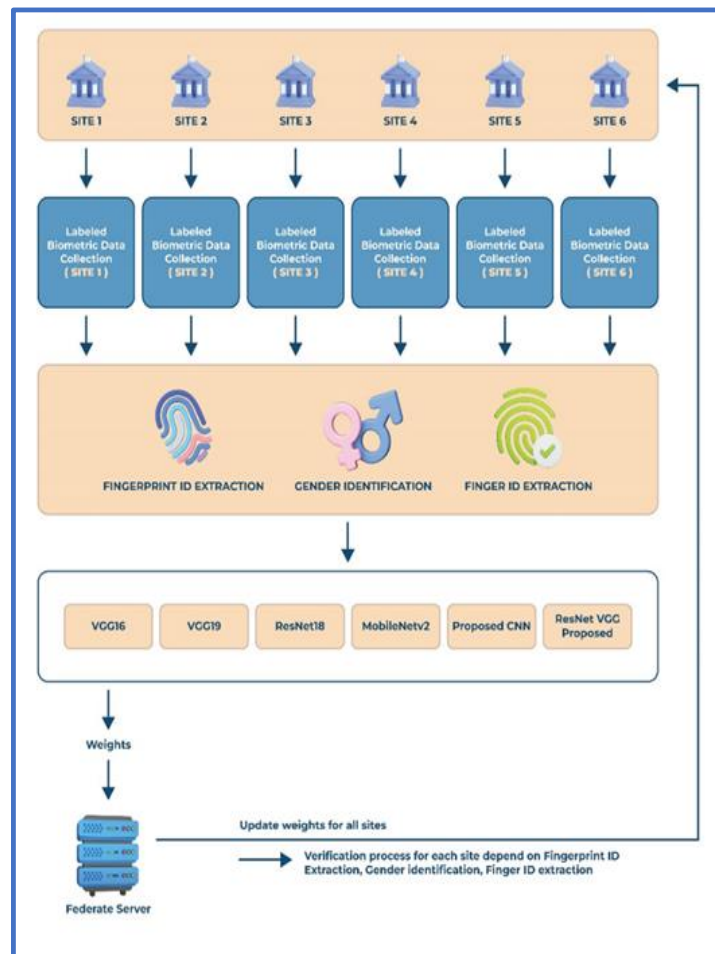 SITE 1
SITE 2
SITE 3
SITE 4
SITE 5
SITE 6
Labeled
Biometric Data
Collection
( SITE 1 )
Labeled
Biometric Data
Collection
( SITE 2 )
Labeled
Biometric Data
Collection
( SITE 3 )
Labeled
Biometric Data
Collection
( SITE 4 )
Labeled
Biometric Data
Collection
( SITE 5 )
Labeled
Biometric Data
Collection
( SITE 6 )
FINGERPRINT ID EXTRACTION
GENDER IDENTIFICATION
FINGER ID EXTRACTION
VGG16
VGG19
ResNet18
MobileNetv2
Proposed CNN
ResNet VGG
Proposed
Weights
Update weights for all sites
Verification process for each site depend on Fingerprint ID
Extraction, Gender identification, Finger ID extraction
Federate Server